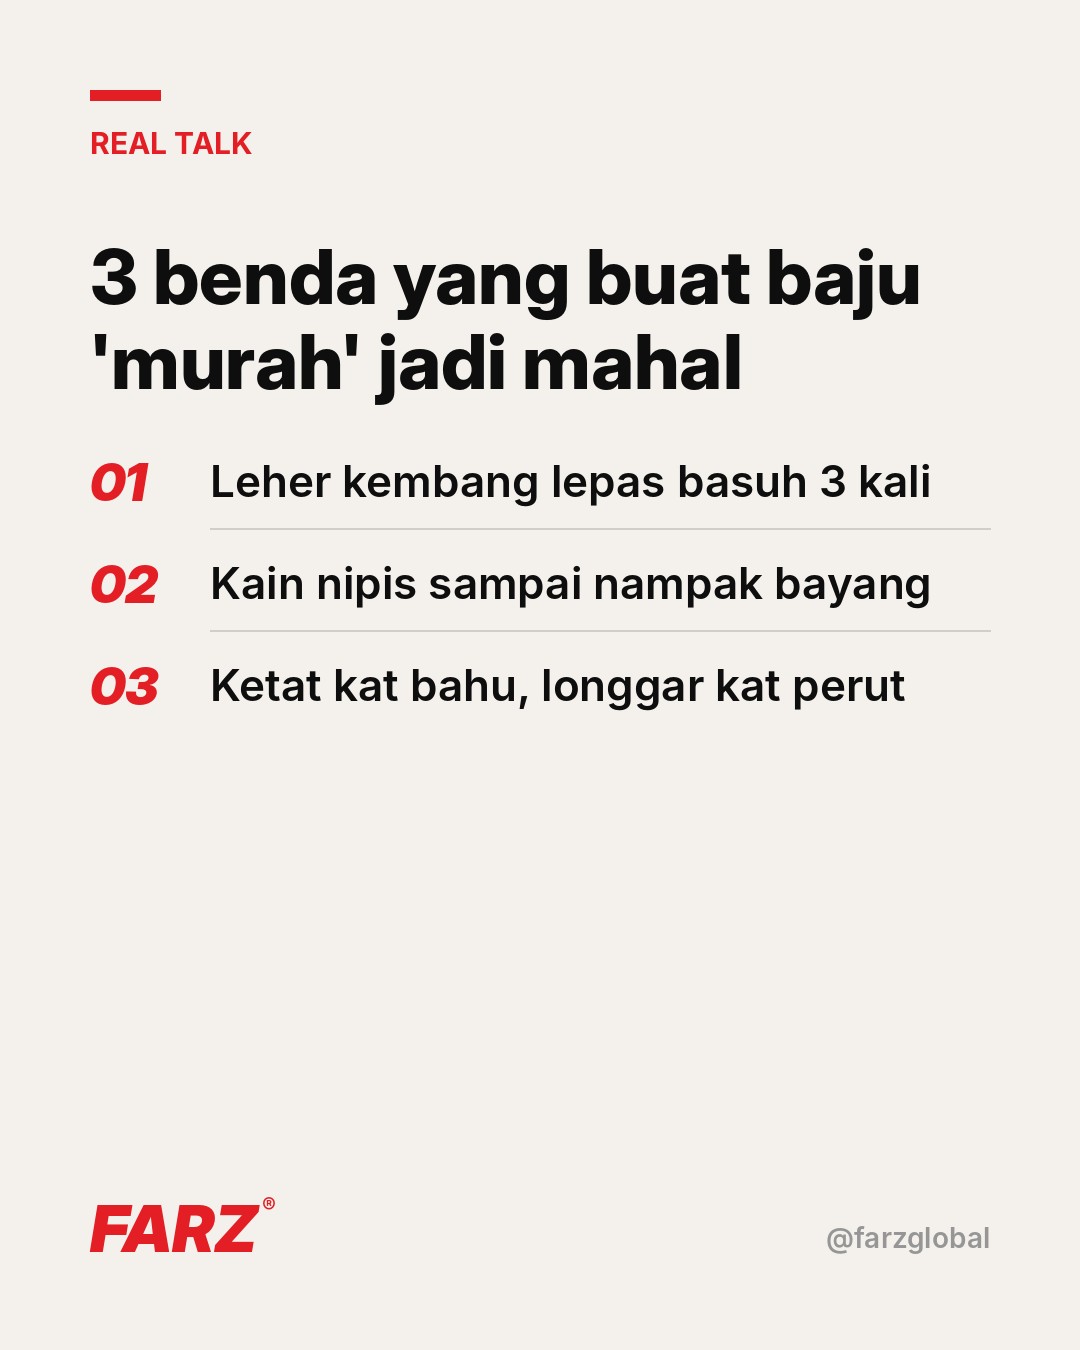 REAL TALK
3 benda yang buat baju
'murah' jadi mahal
01 Leher kembang lepas basuh 3 kali
02 Kain nipis sampai nampak bayang
03 Ketat kat bahu, longgar kat perut
FARZ®
@farzglobal